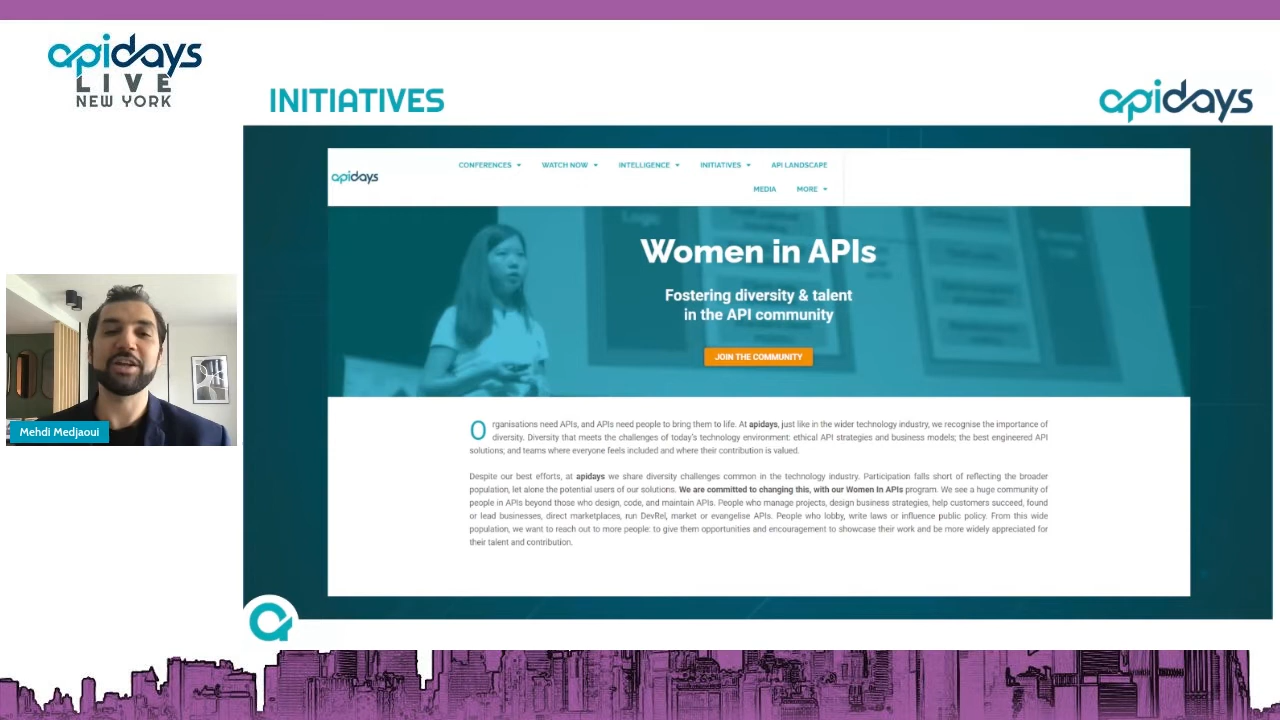 apidays
LIVE
NEW YORK
INITIATIVES
apidays
apidays
CONFERENCES
WATCH NOW
INTELLIGENCE
INITIATIVES
API LANDSCAPE
MEDIA
MORE
Women in APIs
Fostering diversity & talent
in the API community
JOIN THE COMMUNITY
Organisations need APIs, and APIs need people to bring them to life. At apidays, just like in the wider technology industry, we recognise the importance of
diversity. Diversity that meets the challenges of today's technology environment: ethical API strategies and business models; the best engineered API
solutions; and teams where everyone feels included and where their contribution is valued.
Despite our best efforts, at apidays we share diversity challenges common in the technology industry. Participation falls short of reflecting the broader
population, let alone the potential users of our solutions. We are committed to changing this, with our Women In APIs program. We see a huge community of
people in APIs beyond those who design, code, and maintain APIs. People who manage projects, design business strategies, help customers succeed, found
or lead businesses, direct marketplaces, run DevRel, market or evangelise APIs. People who lobby, write laws or influence public policy. From this wide
population, we want to reach out to more people: to give them opportunities and encouragement to showcase their work and be more widely appreciated for
their talent and contribution.
Mehdi Medjaoui